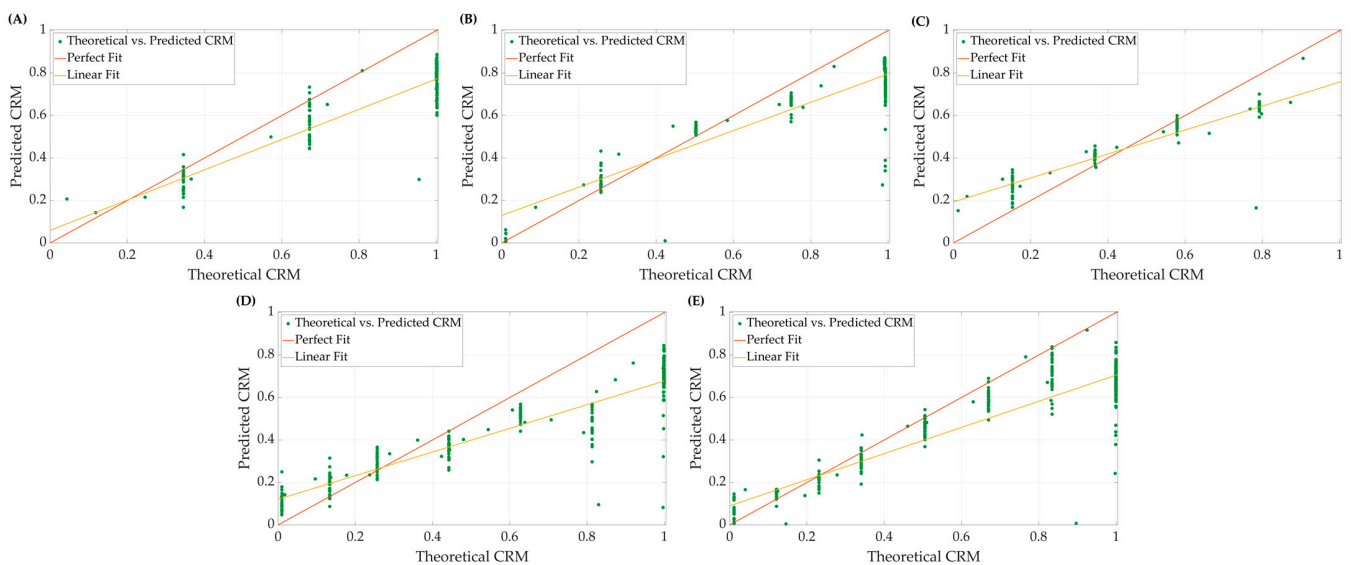 (A)
1
0.8
0.6
0.4
0.2
0
Predicted CRM
Theoretical vs. Predicted CRM
Perfect Fit
Linear Fit
0 0.2 0.4 0.6 0.8 1
Theoretical CRM
(B)
1
0.8
0.6
0.4
0.2
0
Predicted CRM
Theoretical vs. Predicted CRM
Perfect Fit
Linear Fit
0 0.2 0.4 0.6 0.8 1
Theoretical CRM
(C)
1
0.8
0.6
0.4
0.2
0
Predicted CRM
Theoretical vs. Predicted CRM
Perfect Fit
Linear Fit
0 0.2 0.4 0.6 0.8 1
Theoretical CRM
(D)
1
0.8
0.6
0.4
0.2
0
Predicted CRM
Theoretical vs. Predicted CRM
Perfect Fit
Linear Fit
0 0.2 0.4 0.6 0.8 1
Theoretical CRM
(E)
1
0.8
0.6
0.4
0.2
0
Predicted CRM
Theoretical vs. Predicted CRM
Perfect Fit
Linear Fit
0 0.2 0.4 0.6 0.8 1
Theoretical CRM